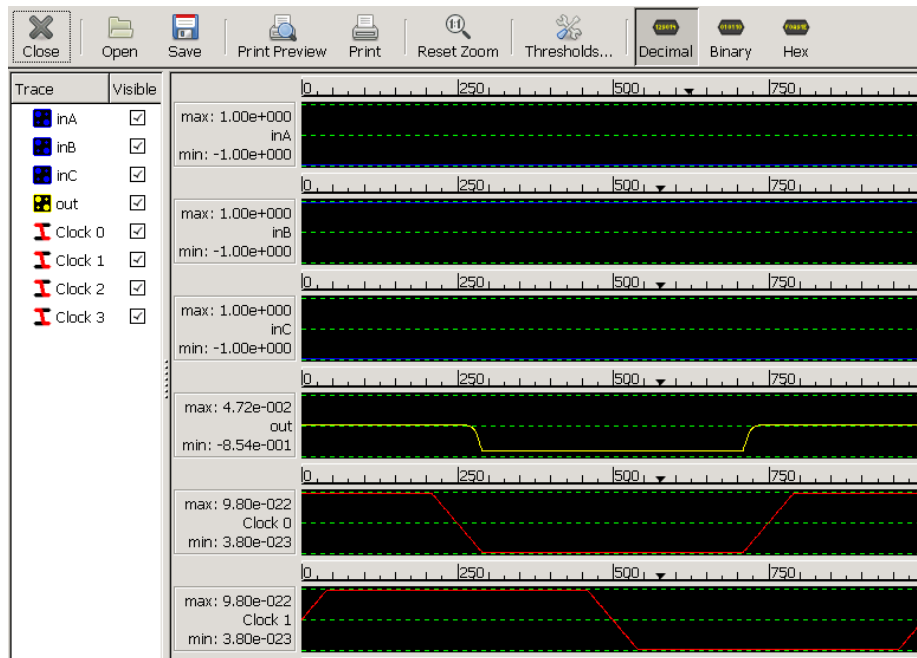 Close Open Save Print Preview Print Reset Zoom Thresholds... Decimal Binary Hex
Trace Visible
inA
inB
inC
out
Clock 0
Clock 1
Clock 2
Clock 3
0 250 500 750
max: 1.00e+000
inA
min: -1.00e+000
0 250 500 750
max: 1.00e+000
inB
min: -1.00e+000
0 250 500 750
max: 1.00e+000
inC
min: -1.00e+000
0 250 500 750
max: 4.72e-002
out
min: -8.54e-001
0 250 500 750
max: 9.80e-022
Clock 0
min: 3.80e-023
0 250 500 750
max: 9.80e-022
Clock 1
min: 3.80e-023